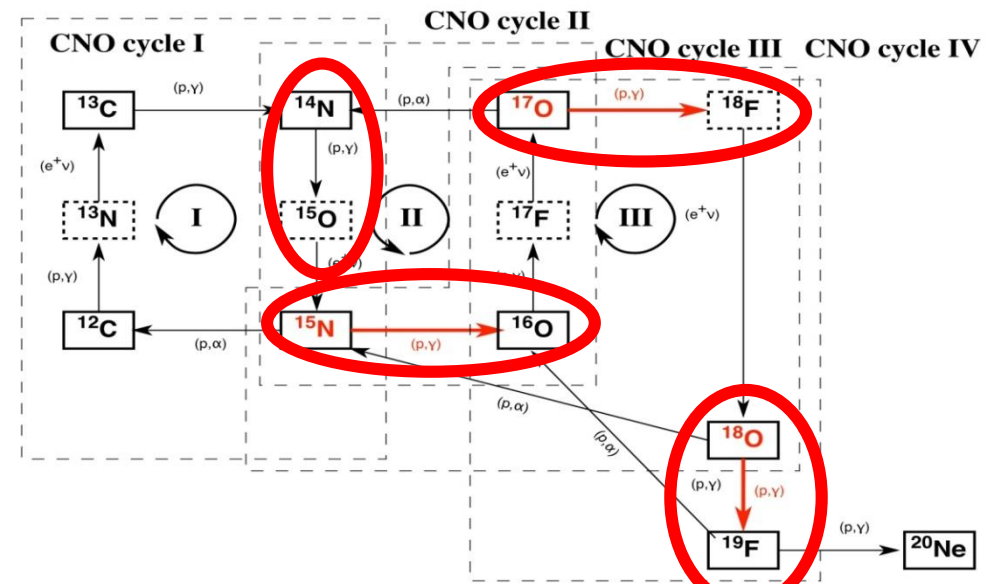 CNO cycle I
CNO cycle II
CNO cycle III
CNO cycle IV
¹³C
(p,γ)
¹⁴N
(p,α)
¹⁷O
(p,γ)
¹⁸F
(e⁺ν)
(p,γ)
(e⁺ν)
¹³N
I
¹⁵O
II
¹⁷F
III
(e⁺ν)
(p,γ)
(e⁺ν)
(p,γ)
¹²C
(p,α)
¹⁵N
(p,γ)
¹⁶O
(p,α)
(p,α)
¹⁸O
(p,γ)
(p,γ)
¹⁹F
(p,γ)
²⁰Ne